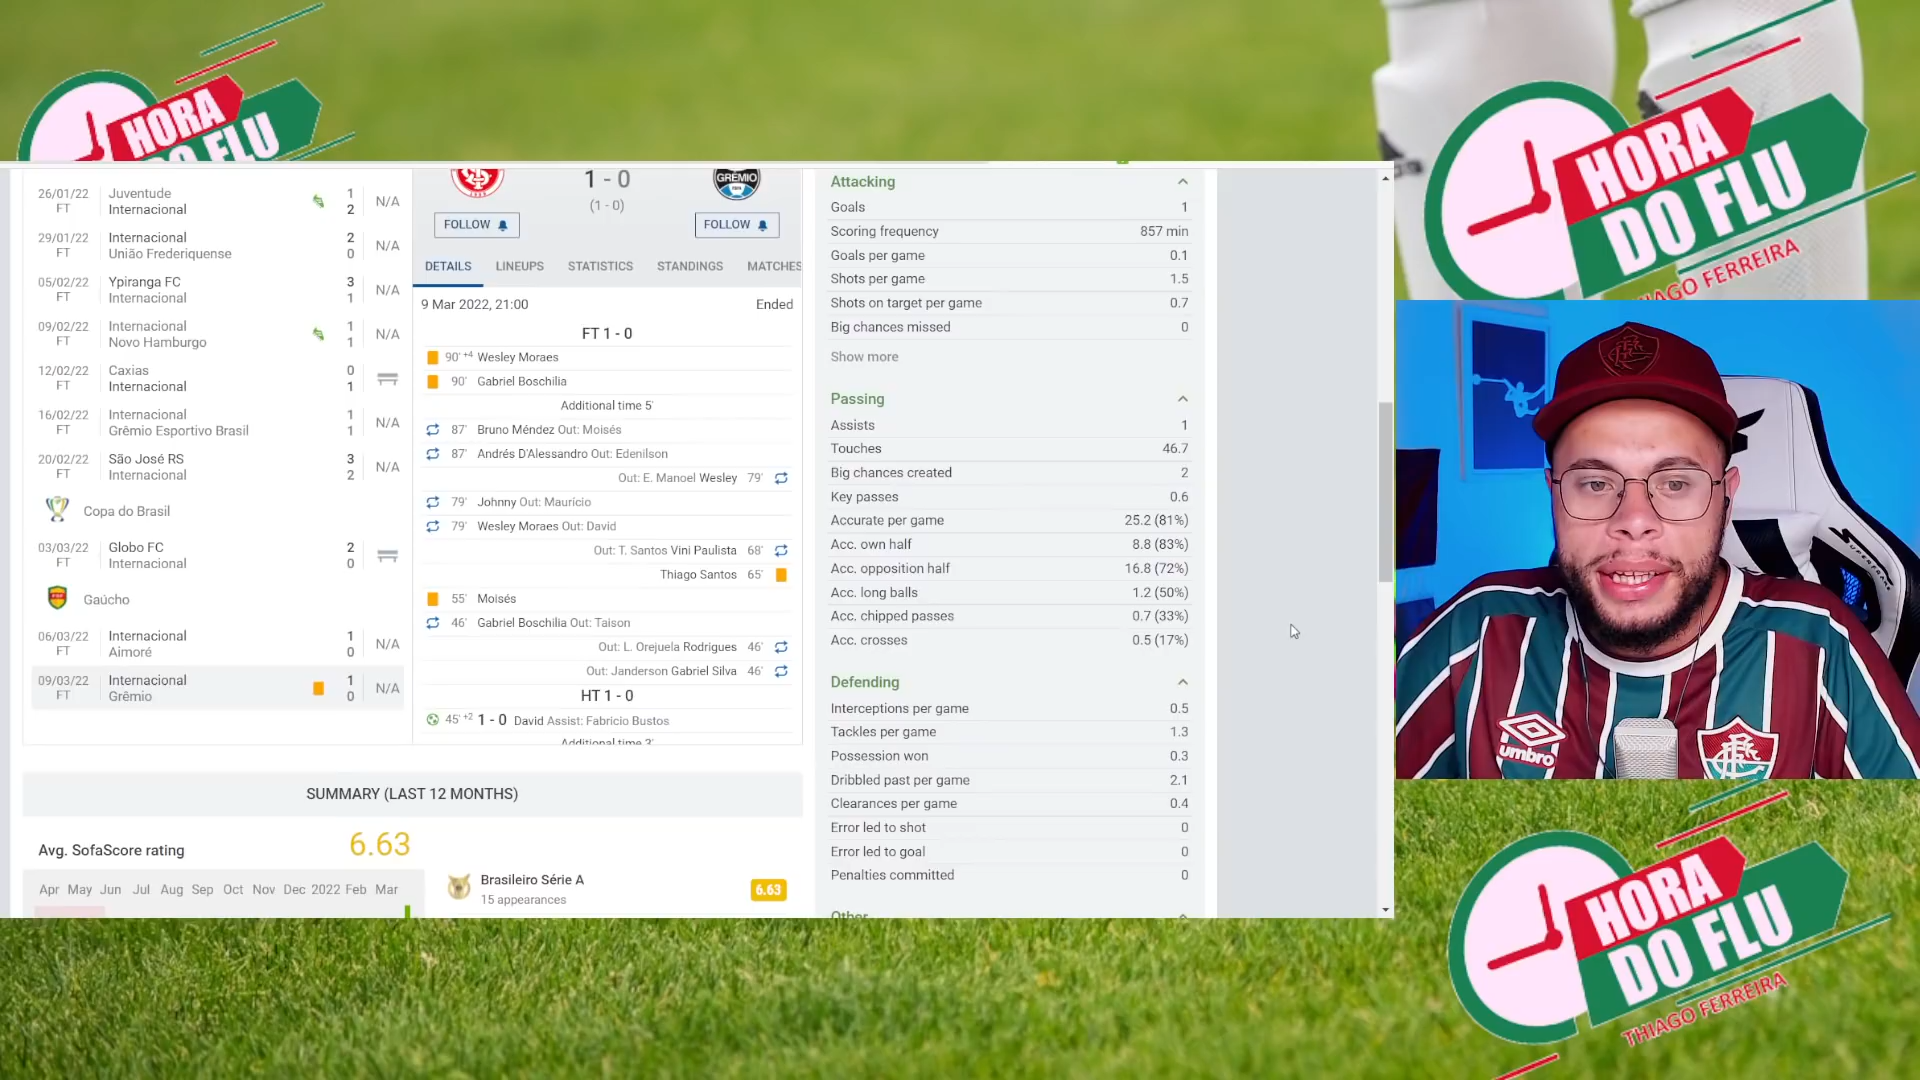 HORA
DO FLU
26/01/22 Juventude 1
FT Internacional 2
N/A
29/01/22 Internacional 2
FT União Frederiquense 0
N/A
05/02/22 Ypiranga FC 3
FT Internacional 1
N/A
09/02/22 Internacional 1
FT Novo Hamburgo 1
N/A
12/02/22 Caxias 0
FT Internacional 1
16/02/22 Internacional 1
FT Grêmio Esportivo Brasil 1
N/A
20/02/22 São José RS 3
FT Internacional 2
N/A
Copa do Brasil
03/03/22 Globo FC 2
FT Internacional 0
Gaúcho
06/03/22 Internacional 1
FT Aimoré 0
N/A
09/03/22 Internacional 1
FT Grêmio 0
N/A
1 - 0
GRÊMIO
(1 - 0)
FOLLOW
FOLLOW
DETAILS LINEUPS STATISTICS STANDINGS MATCHES
9 Mar 2022, 21:00 Ended
FT 1 - 0
90' +4 Wesley Moraes
90' Gabriel Boschilia
Additional time 5'
87' Bruno Méndez Out: Moisés
87' Andrés D'Alessandro Out: Edenilson
Out: E. Manoel Wesley 79'
79' Johnny Out: Maurício
79' Wesley Moraes Out: David
Out: T. Santos Vini Paulista 68'
Thiago Santos 65'
55' Moisés
46' Gabriel Boschilia Out: Taison
Out: L. Orejuela Rodrigues 46'
Out: Janderson Gabriel Silva 46'
HT 1 - 0
45' +2 1 - 0 David Assist: Fabricio Bustos
Additional time 3'
SUMMARY (LAST 12 MONTHS)
Avg. SofaScore rating 6.63
Apr May Jun Jul Aug Sep Oct Nov Dec 2022 Feb Mar
Brasileiro Série A
15 appearances
6.63
Attacking
Goals 1
Scoring frequency 857 min
Goals per game 0.1
Shots per game 1.5
Shots on target per game 0.7
Big chances missed 0
Show more
Passing
Assists 1
Touches 46.7
Big chances created 2
Key passes 0.6
Accurate per game 25.2 (81%)
Acc. own half 8.8 (83%)
Acc. opposition half 16.8 (72%)
Acc. long balls 1.2 (50%)
Acc. chipped passes 0.7 (33%)
Acc. crosses 0.5 (17%)
Defending
Interceptions per game 0.5
Tackles per game 1.3
Possession won 0.3
Dribbled past per game 2.1
Clearances per game 0.4
Error led to shot 0
Error led to goal 0
Penalties committed 0
Other
HORA
DO FLU
THIAGO FERREIRA
umbro
HORA
DO FLU
THIAGO FERREIRA